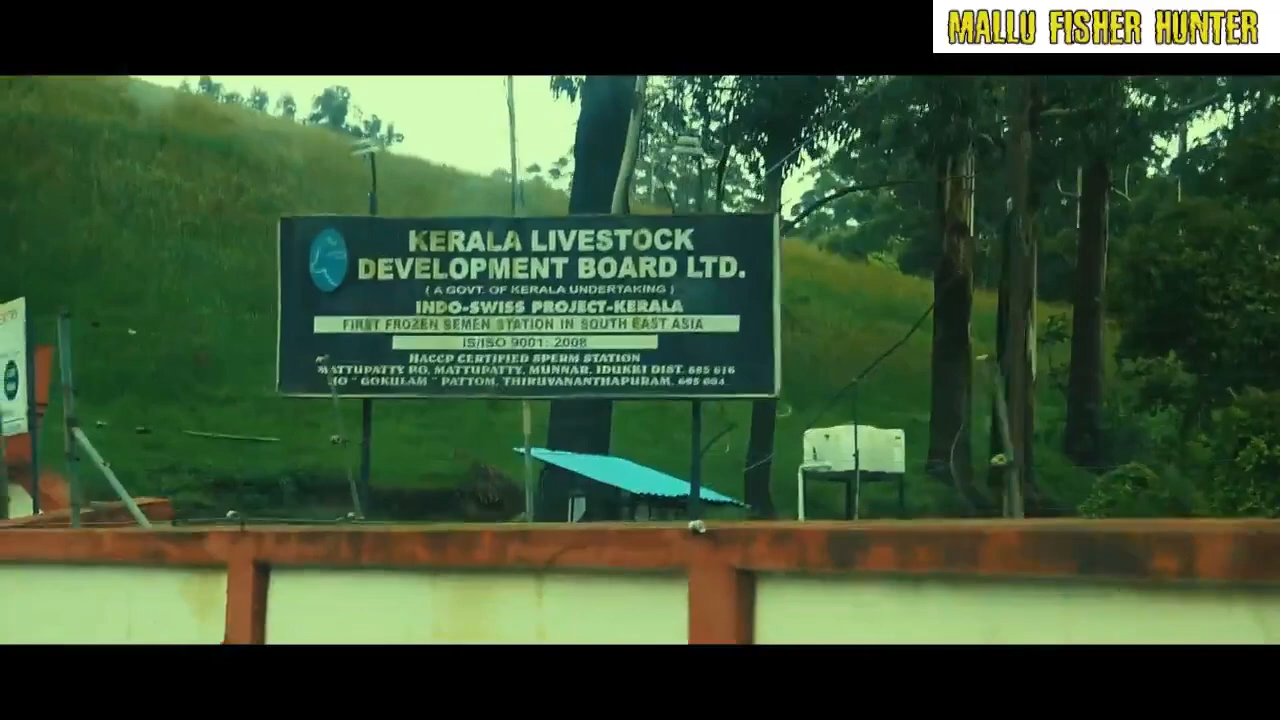 MALLU FISHER HUNTER
KERALA LIVESTOCK
DEVELOPMENT BOARD LTD.
( A GOVT. OF KERALA UNDERTAKING )
INDO-SWISS PROJECT-KERALA
FIRST FROZEN SEMEN STATION IN SOUTH EAST ASIA
IS/ISO 9001: 2008
HACCP CERTIFIED SPERM STATION
MATTUPATTY PO, MATTUPATTY, MUNNAR, IDUKKI DIST. 685 616
"GOKULAM" PATTOM, THIRUVANANTHAPURAM, 695 004